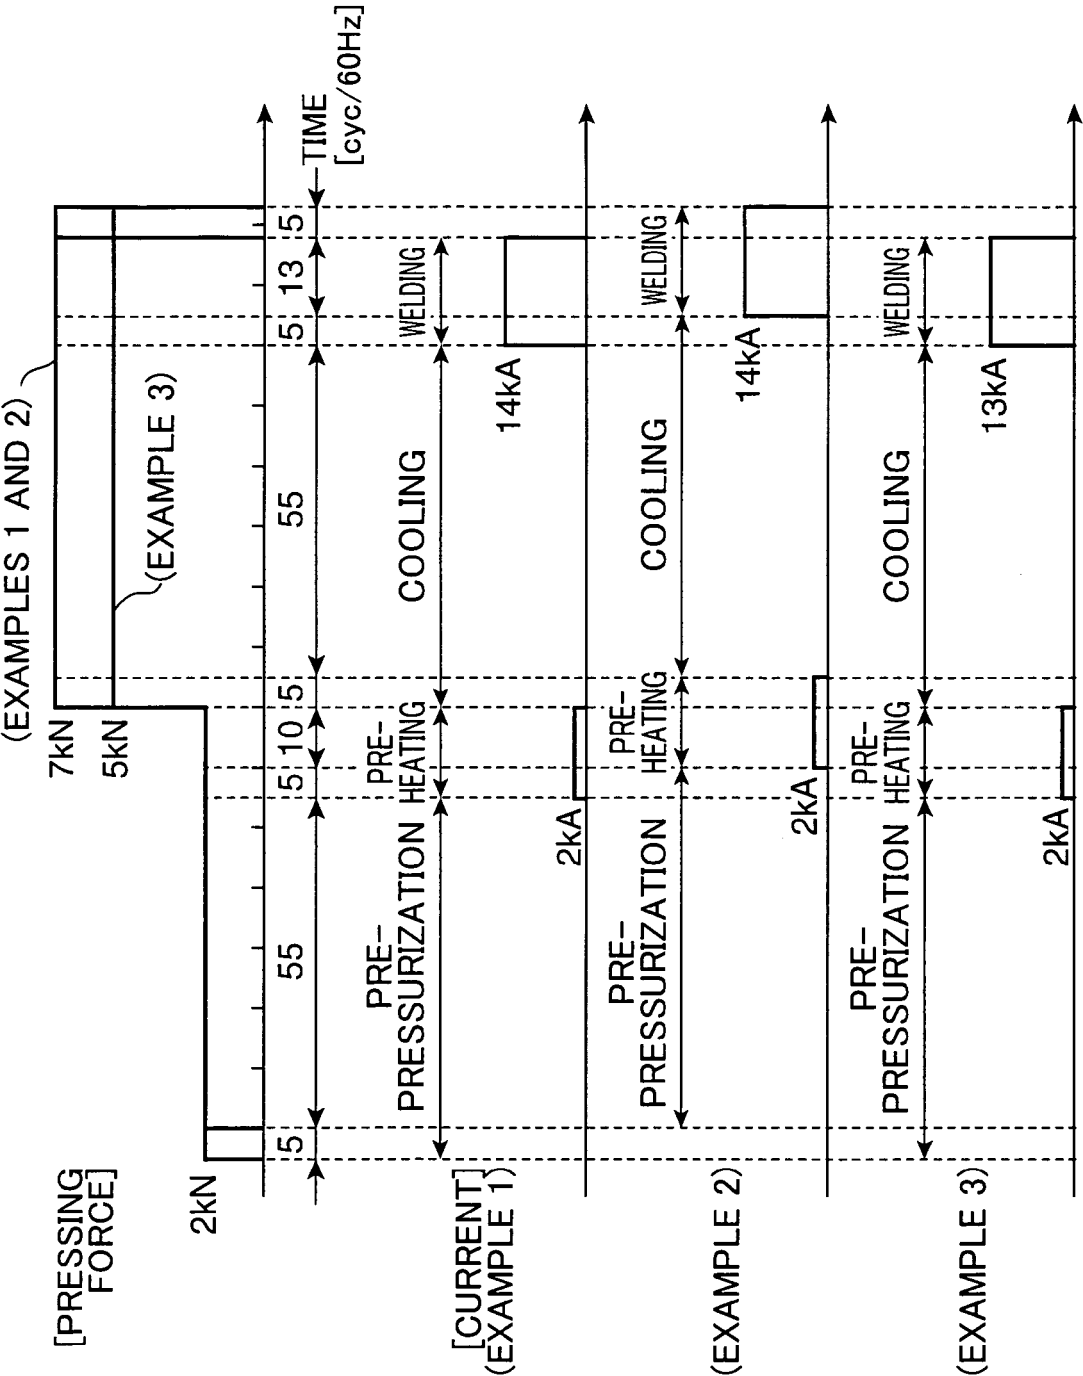 [PRESSING
FORCE]
(EXAMPLES 1 AND 2)
7kN
5kN
(EXAMPLE 3)
2kN
5
55
5
10
5
55
5
13
5
TIME
[cyc/60Hz]
[CURRENT]
(EXAMPLE 1)
PRE-
PRESSURIZATION
PRE-
HEATING
COOLING
WELDING
2kA
14kA
(EXAMPLE 2)
PRE-
PRESSURIZATION
PRE-
HEATING
COOLING
WELDING
2kA
14kA
(EXAMPLE 3)
PRE-
PRESSURIZATION
PRE-
HEATING
COOLING
WELDING
2kA
13kA